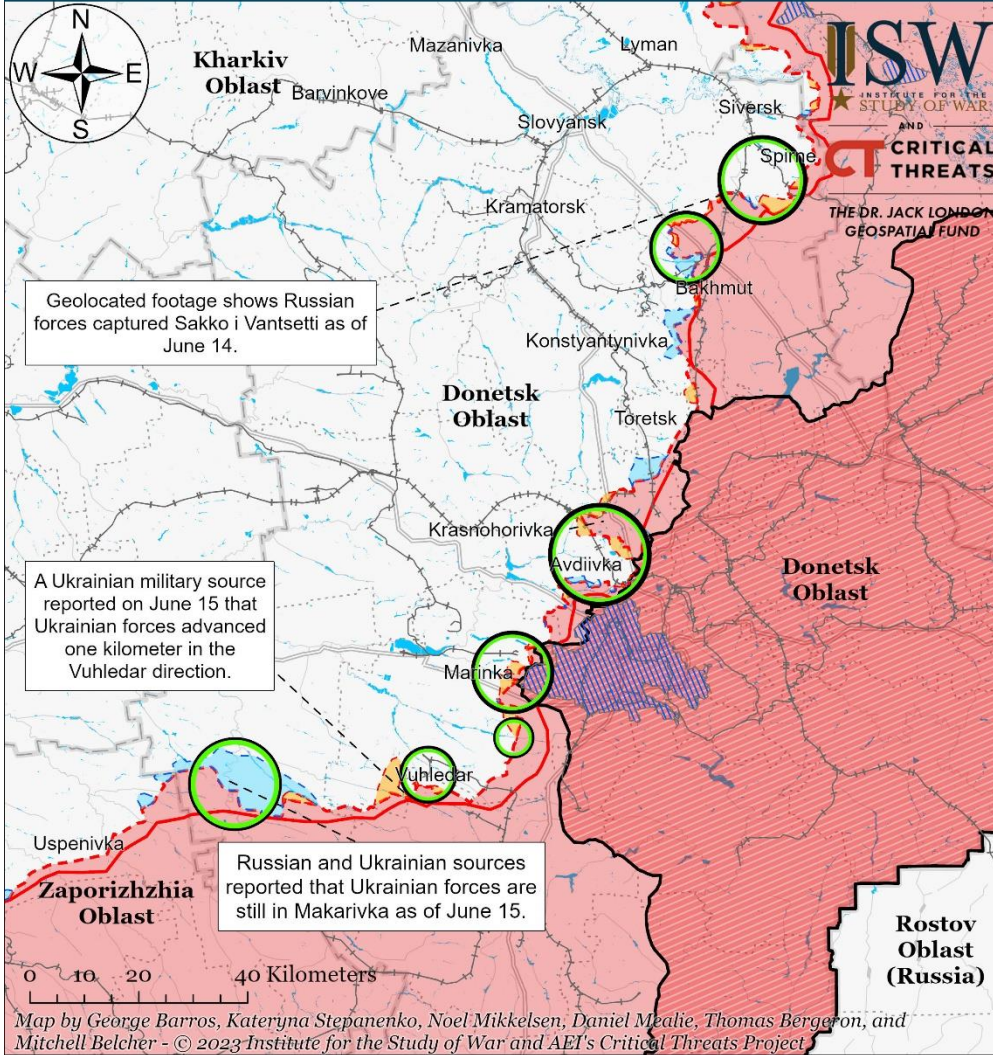 N
W
E
S
Kharkiv
Oblast
Mazanivka
Lyman
Barvinkove
Slovyansk
Siversk
Spirne
Kramatorsk
ISW
INSTITUTE FOR THE
STUDY OF WAR
AND
CT CRITICAL
THREATS
THE DR. JACK LONDON
GEOSPATIAL FUND
Bakhmut
Geolocated footage shows Russian
forces captured Sakko i Vantsetti as of
June 14.
Konstyantynivka
Donetsk
Oblast
Toretsk
Krasnohorivka
Avdiivka
Donetsk
Oblast
A Ukrainian military source
reported on June 15 that
Ukrainian forces advanced
one kilometer in the
Vuhledar direction.
Marinka
Vuhledar
Uspenivka
Zaporizhzhia
Oblast
Russian and Ukrainian sources
reported that Ukrainian forces are
still in Makarivka as of June 15.
Rostov
Oblast
(Russia)
0 10 20 40 Kilometers
Map by George Barros, Kateryna Stepanenko, Noel Mikkelsen, Daniel Mealie, Thomas Bergeron, and
Mitchell Belcher - © 2023 Institute for the Study of War and AEI's Critical Threats Project